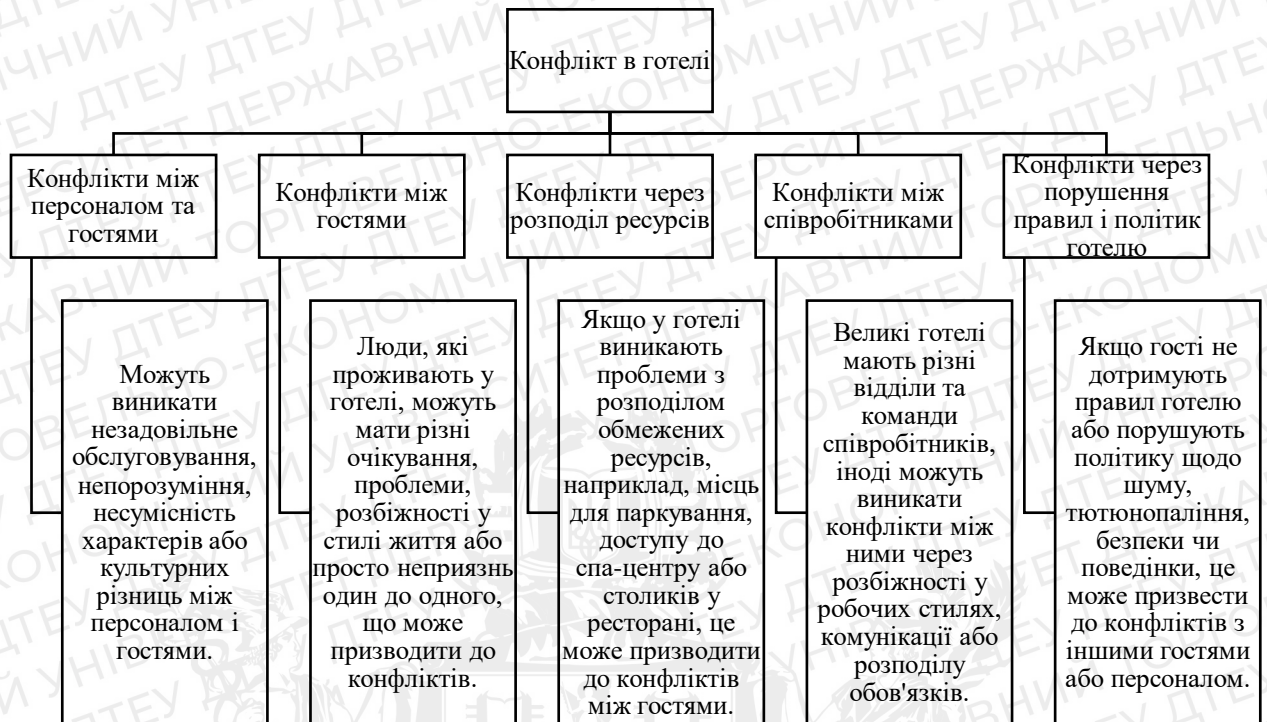 Конфлікт в готелі
Конфлікти між
персоналом та
гостями
Конфлікти між
гостями
Конфлікти через
розподіл ресурсів
Конфлікти між
співробітниками
Конфлікти через
порушення
правил і політик
готелю
Можуть
виникати
незадовільне
обслуговування,
непорозуміння,
несумісність
характерів або
культурних
різниць між
персоналом і
гостями.
Люди, які
проживають у
готелі, можуть
мати різні
очікування,
проблеми,
розбіжності у
стилі життя або
просто неприязнь
один до одного,
що може
призводити до
конфліктів.
Якщо у готелі
виникають
проблеми з
розподілом
обмежених
ресурсів,
наприклад, місць
для паркування,
доступу до
спа-центру або
столиків у
ресторані, це
може призводити
до конфліктів
між гостями.
Великі готелі
мають різні
відділи та
команди
співробітників,
іноді можуть
виникати
конфлікти між
ними через
розбіжності у
робочих стилях,
комунікації або
розподілу
обов'язків.
Якщо гості не
дотримують
правил готелю
або порушують
політику щодо
шуму,
тютюнопаління,
безпеки чи
поведінки, це
може призвести
до конфліктів з
іншими гостями
або персоналом.